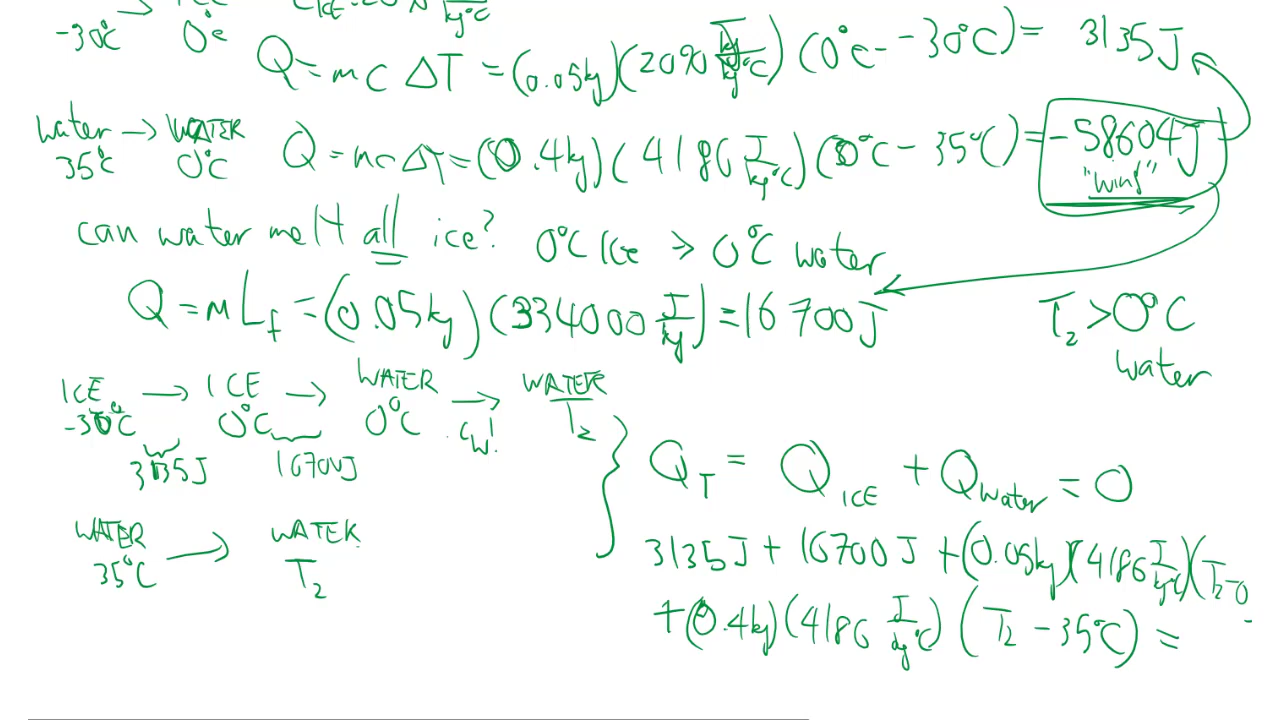 -30°C 0°C
Q = mcΔT = (0.05kg)(2090 J/kg°C)(0°C - -30°C) = 3135J
water → WATER Q = mcΔT = (0.4kg)(4186 J/kg°C)(0°C - 35°C) = -58604J
35°C 0°C "wins"
can water melt all ice? 0°C Ice → 0°C water
Q = mLf = (0.05kg)(334000 J/kg) = 16700J
T2 > 0°C
water
ICE → ICE → WATER → WATER
-30°C 0°C 0°C cw! T2
3135J 16700J
QT = QICE + Qwater = 0
WATER → WATER
35°C T2
3135J + 16700J + (0.05kg)(4186 J/kg°C)(T2-0
+ (0.4kg)(4186 J/kg°C)(T2 - 35°C) =